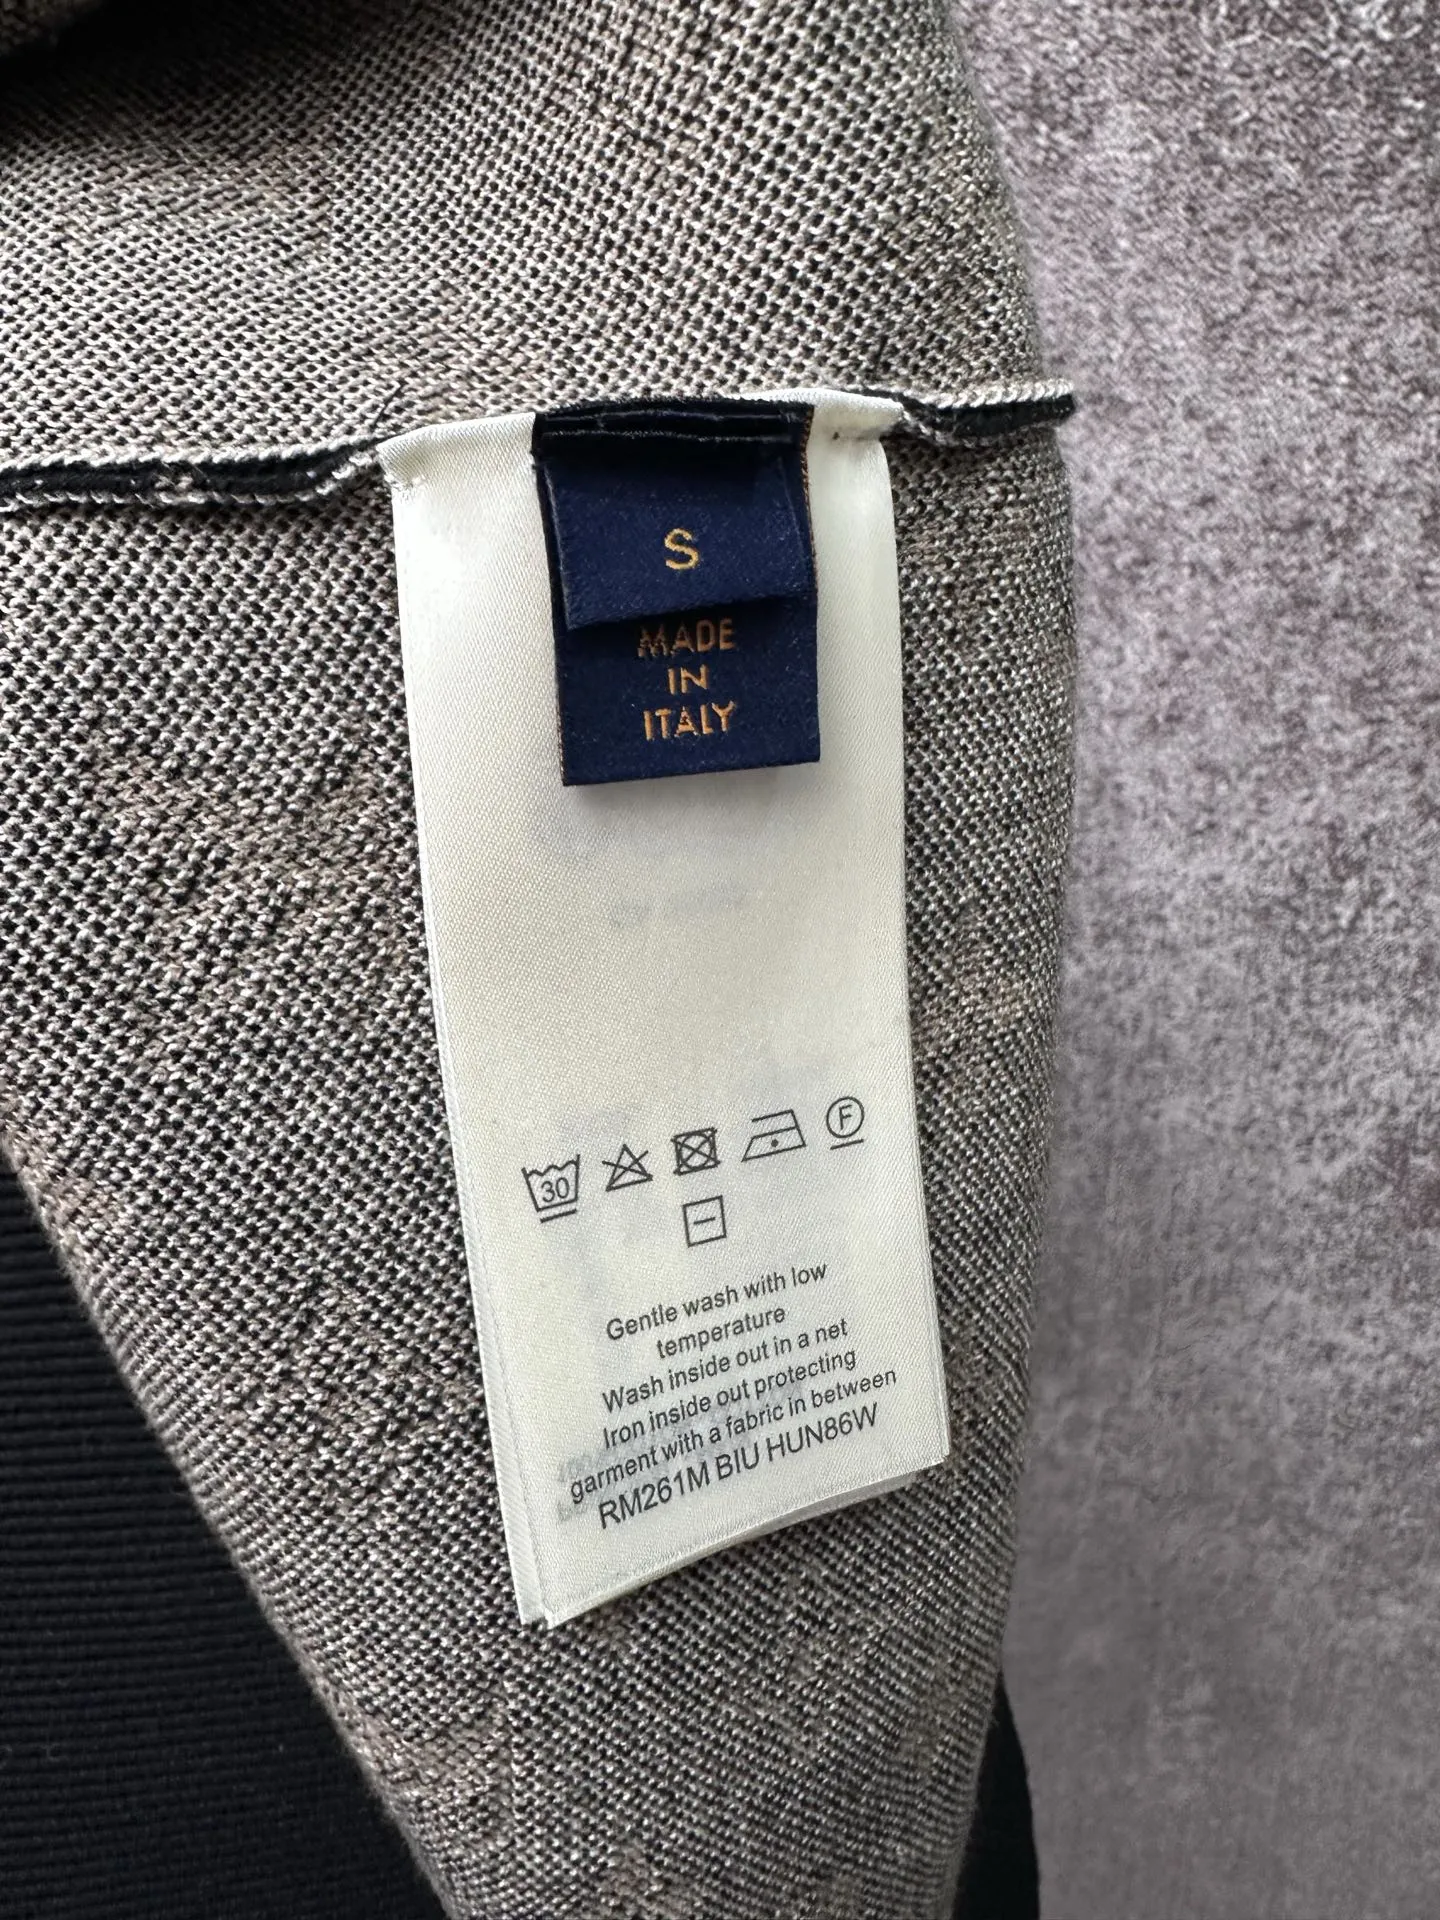 S
MADE
IN
ITALY
30
F
Gentle wash with low
temperature
Wash inside out in a net
Iron inside out protecting
garment with a fabric in between
RM261M BIU HUN86W